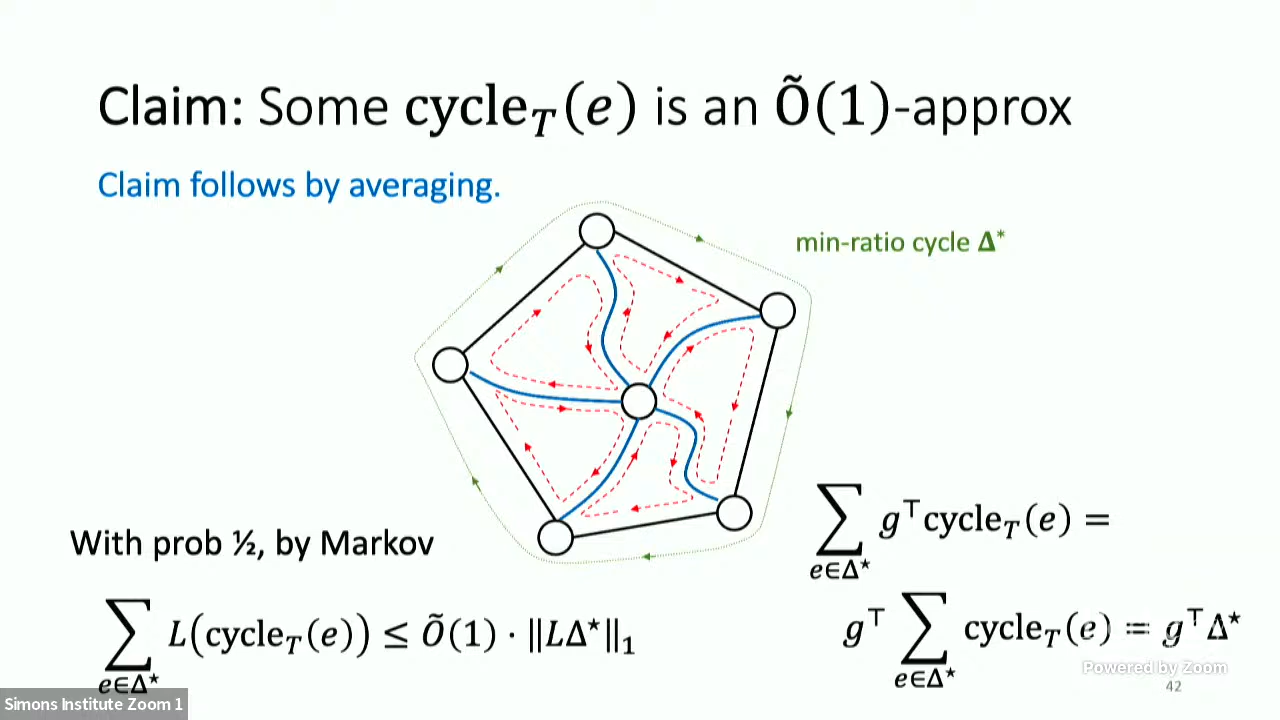 Claim: Some cycle_T(e) is an Õ(1)-approx
Claim follows by averaging.
min-ratio cycle Δ*
With prob ½, by Markov
∑_{e∈Δ⋆} L(cycle_T(e)) ≤ Õ(1) · ‖LΔ⋆‖₁
∑_{e∈Δ⋆} g^⊤cycle_T(e) =
g^⊤ ∑_{e∈Δ⋆} cycle_T(e) = g^⊤Δ⋆
Powered by Zoom
42
Simons Institute Zoom 1